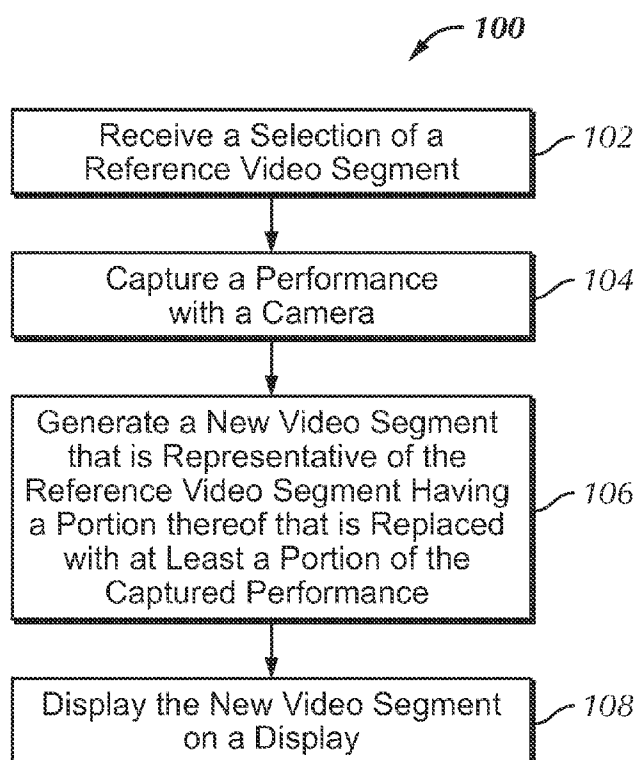 100
Receive a Selection of a
Reference Video Segment
102
Capture a Performance
with a Camera
104
Generate a New Video Segment
that is Representative of the
Reference Video Segment Having
a Portion thereof that is Replaced
with at Least a Portion of the
Captured Performance
106
Display the New Video Segment
on a Display
108